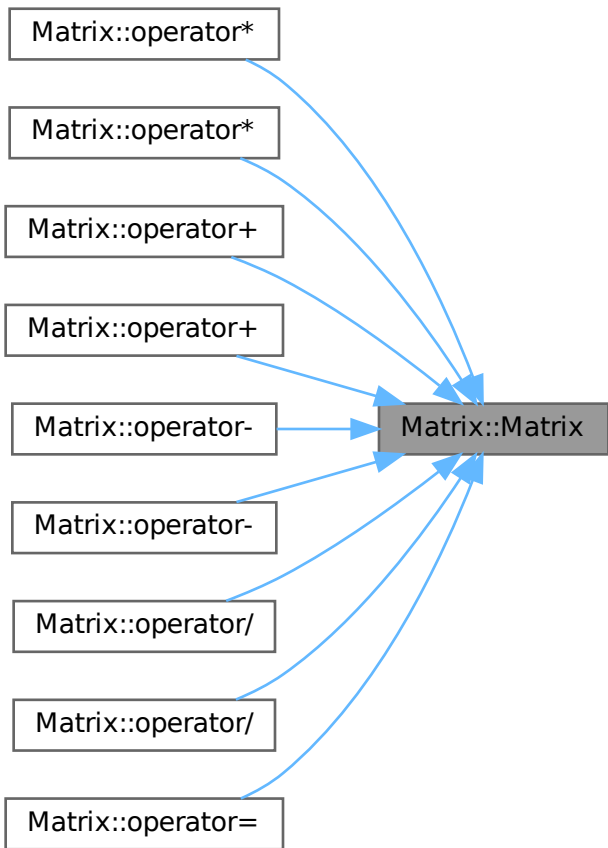 Matrix::operator*
Matrix::operator*
Matrix::operator+
Matrix::operator+
Matrix::operator-
Matrix::Matrix
Matrix::operator-
Matrix::operator/
Matrix::operator/
Matrix::operator=